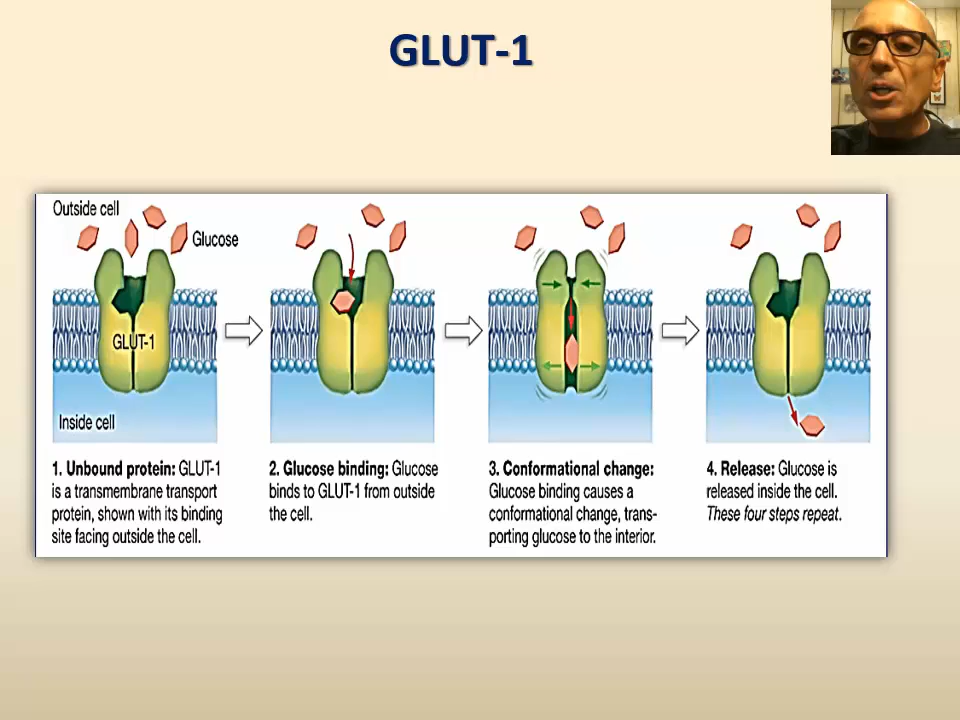 GLUT-1
Outside cell
Glucose
GLUT-1
Inside cell
1. Unbound protein: GLUT-1
is a transmembrane transport
protein, shown with its binding
site facing outside the cell.
2. Glucose binding: Glucose
binds to GLUT-1 from outside
the cell.
3. Conformational change:
Glucose binding causes a
conformational change, trans-
porting glucose to the interior.
4. Release: Glucose is
released inside the cell.
These four steps repeat.